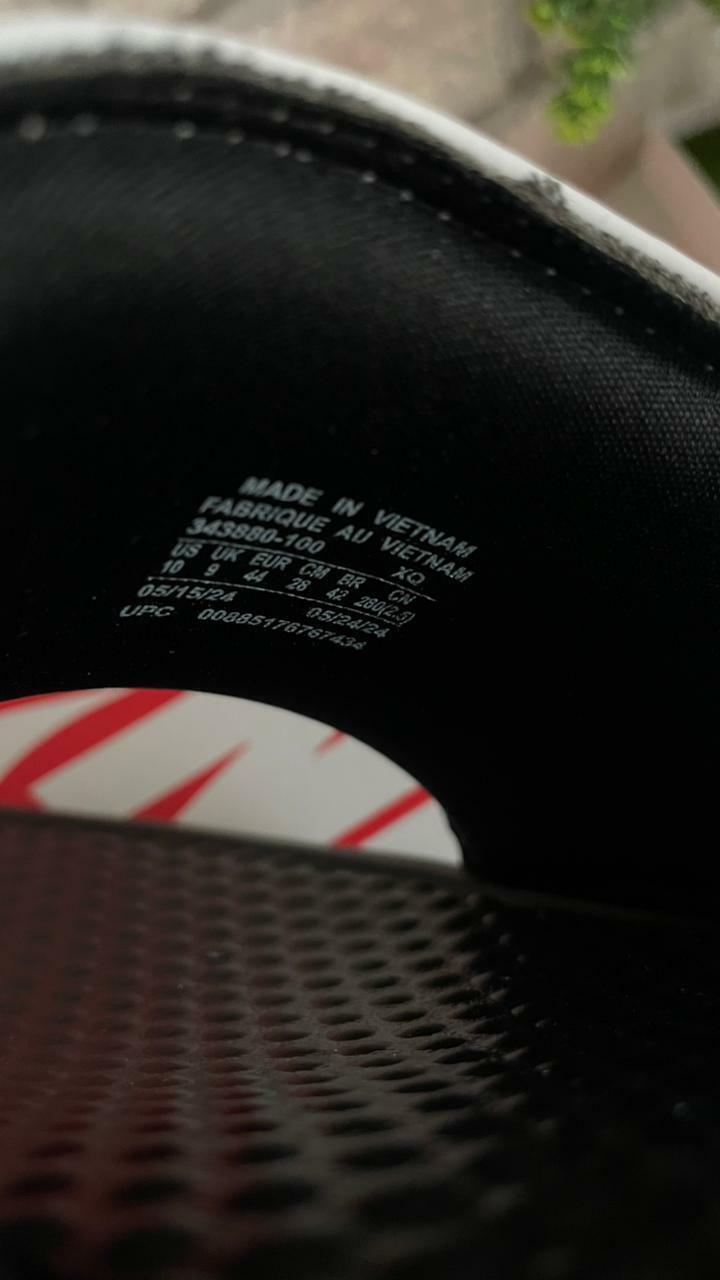 MADE IN VIETNAM
FABRIQUE AU VIETNAM
343880-100 XQ
US UK EUR CM BR CN
10 9 44 28 42 280(2.5)
05/15/24 05/24/24
UPC 00885176767434